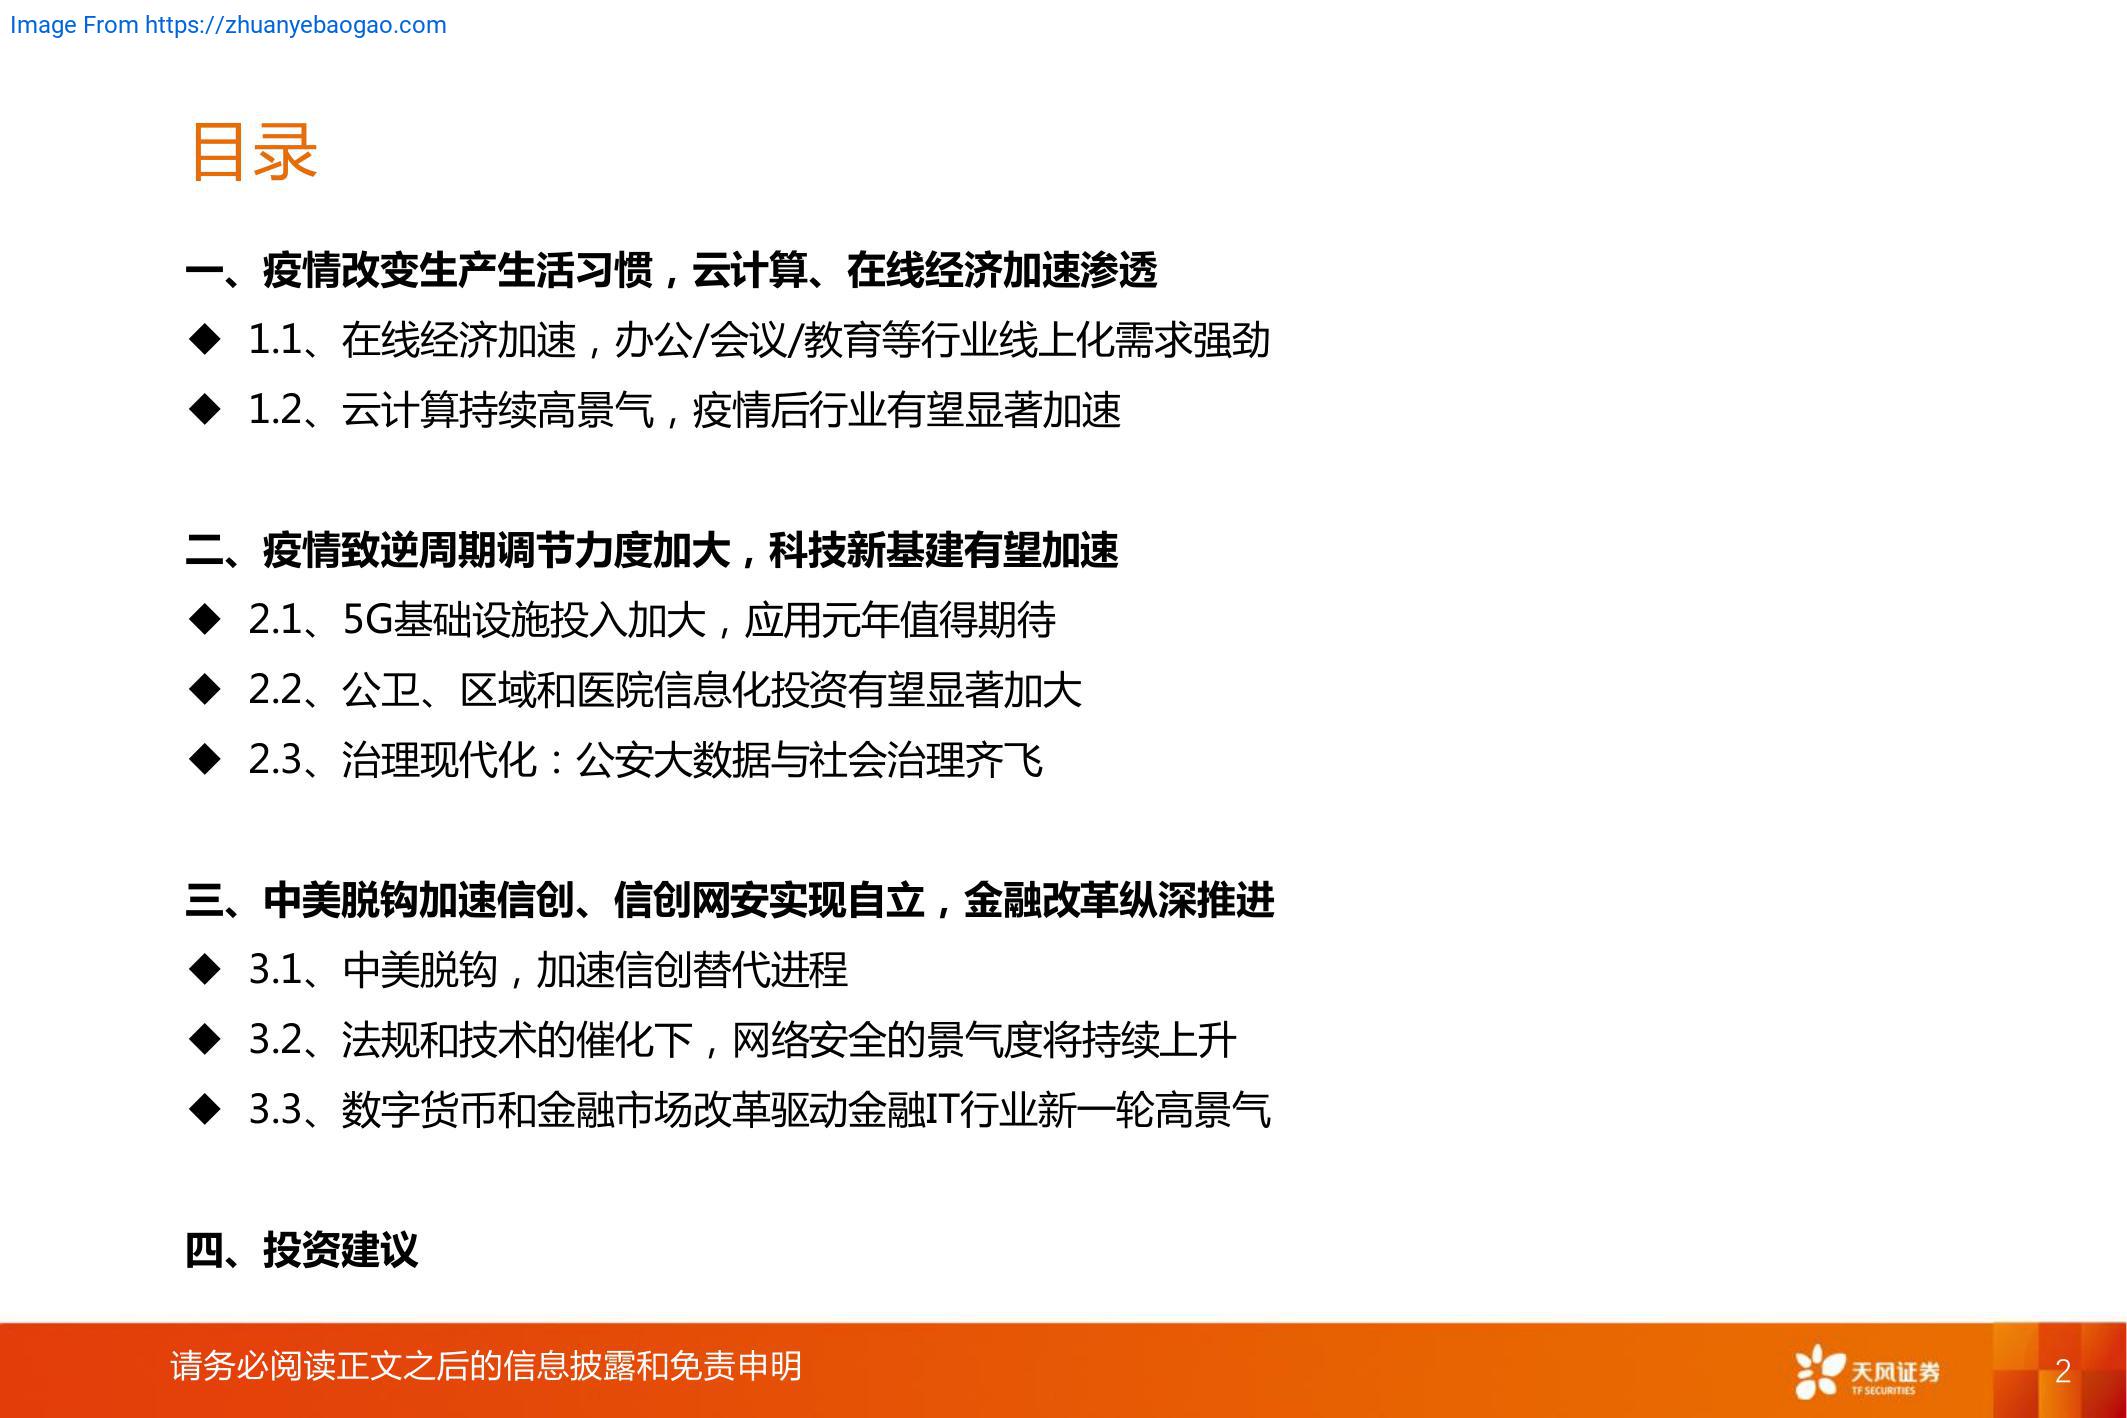 Image From https://zhuanyebaogao.com
目录
一、疫情改变生产生活习惯，云计算、在线经济加速渗透
◆ 1.1、在线经济加速，办公/会议/教育等行业线上化需求强劲
◆ 1.2、云计算持续高景气，疫情后行业有望显著加速
二、疫情致逆周期调节力度加大，科技新基建有望加速
◆ 2.1、5G基础设施投入加大，应用元年值得期待
◆ 2.2、公卫、区域和医院信息化投资有望显著加大
◆ 2.3、治理现代化：公安大数据与社会治理齐飞
三、中美脱钩加速信创、信创网安实现自立，金融改革纵深推进
◆ 3.1、中美脱钩，加速信创替代进程
◆ 3.2、法规和技术的催化下，网络安全的景气度将持续上升
◆ 3.3、数字货币和金融市场改革驱动金融IT行业新一轮高景气
四、投资建议
请务必阅读正文之后的信息披露和免责申明
天风证券
TF SECURITIES
2